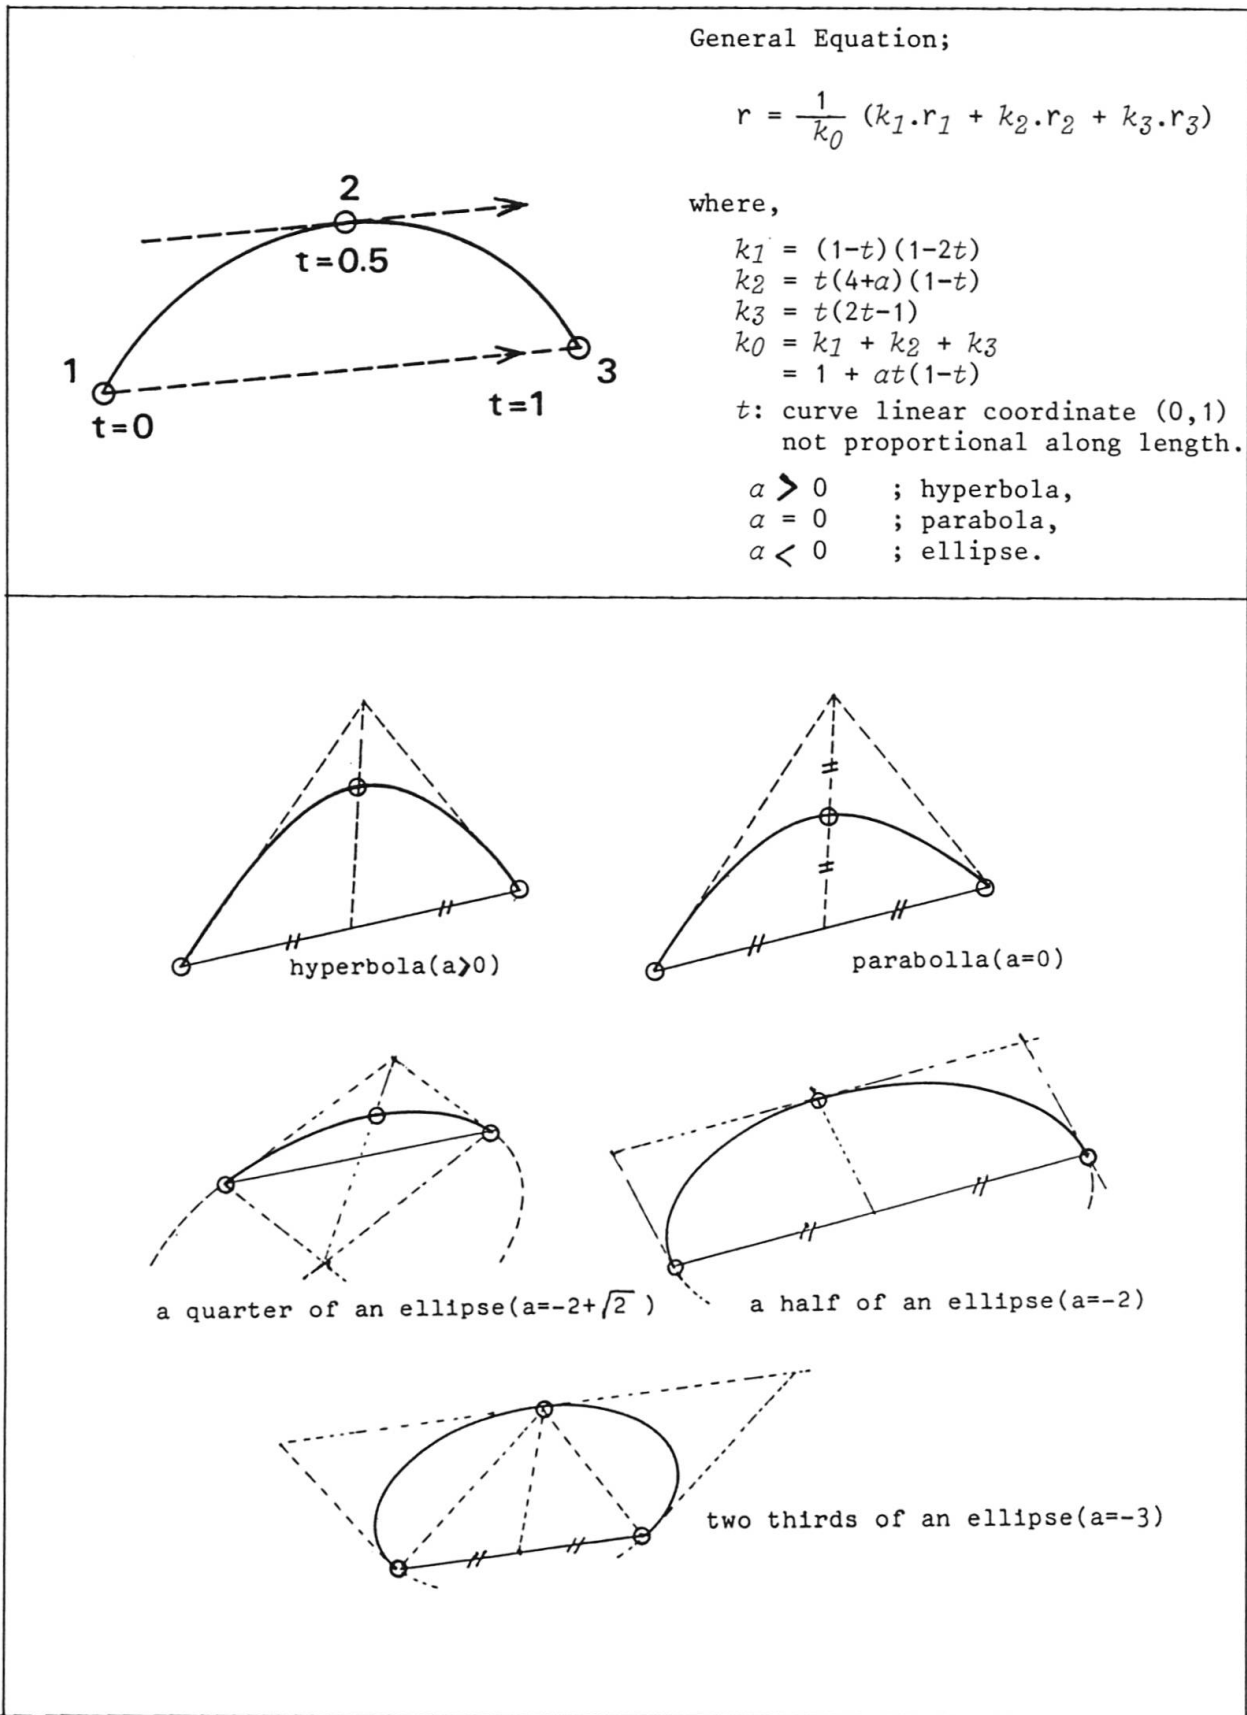 General Equation;
r = 1/k0 (k1.r1 + k2.r2 + k3.r3)
where,
k1 = (1-t)(1-2t)
k2 = t(4+a)(1-t)
k3 = t(2t-1)
k0 = k1 + k2 + k3
= 1 + at(1-t)
t: curve linear coordinate (0,1)
not proportional along length.
a > 0 ; hyperbola,
a = 0 ; parabola,
a < 0 ; ellipse.
2
t=0.5
1
3
t=1
t=0
hyperbola(a>0)
parabolla(a=0)
a quarter of an ellipse(a=-2+√2 )
a half of an ellipse(a=-2)
two thirds of an ellipse(a=-3)